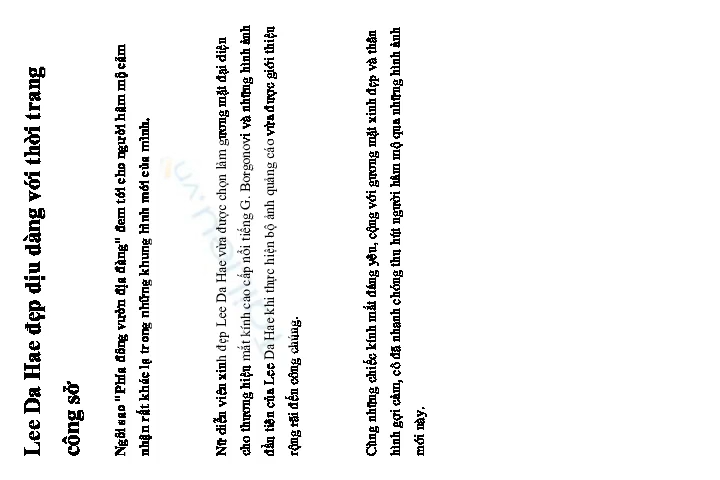 Lee Da Hae đẹp dịu dàng với thời trang
công sở
Ngôi sao "Phía đông vườn địa đàng" đem tới cho người hâm mộ cảm
nhận rất khác lạ trong những khung hình mới của mình.
Nữ diễn viên xinh đẹp Lee Da Hae vừa được chọn làm gương mặt đại diện
cho thương hiệu mắt kính cao cấp nổi tiếng G. Borgonovi và những hình ảnh
đầu tiên của Lee Da Hae khi thực hiện bộ ảnh quảng cáo vừa được giới thiệu
rộng rãi đến công chúng.
Cùng những chiếc kính mắt đáng yêu, cộng với gương mặt xinh đẹp và thân
hình gợi cảm, cô đã nhanh chóng thu hút người hâm mộ qua những hình ảnh
mới này.